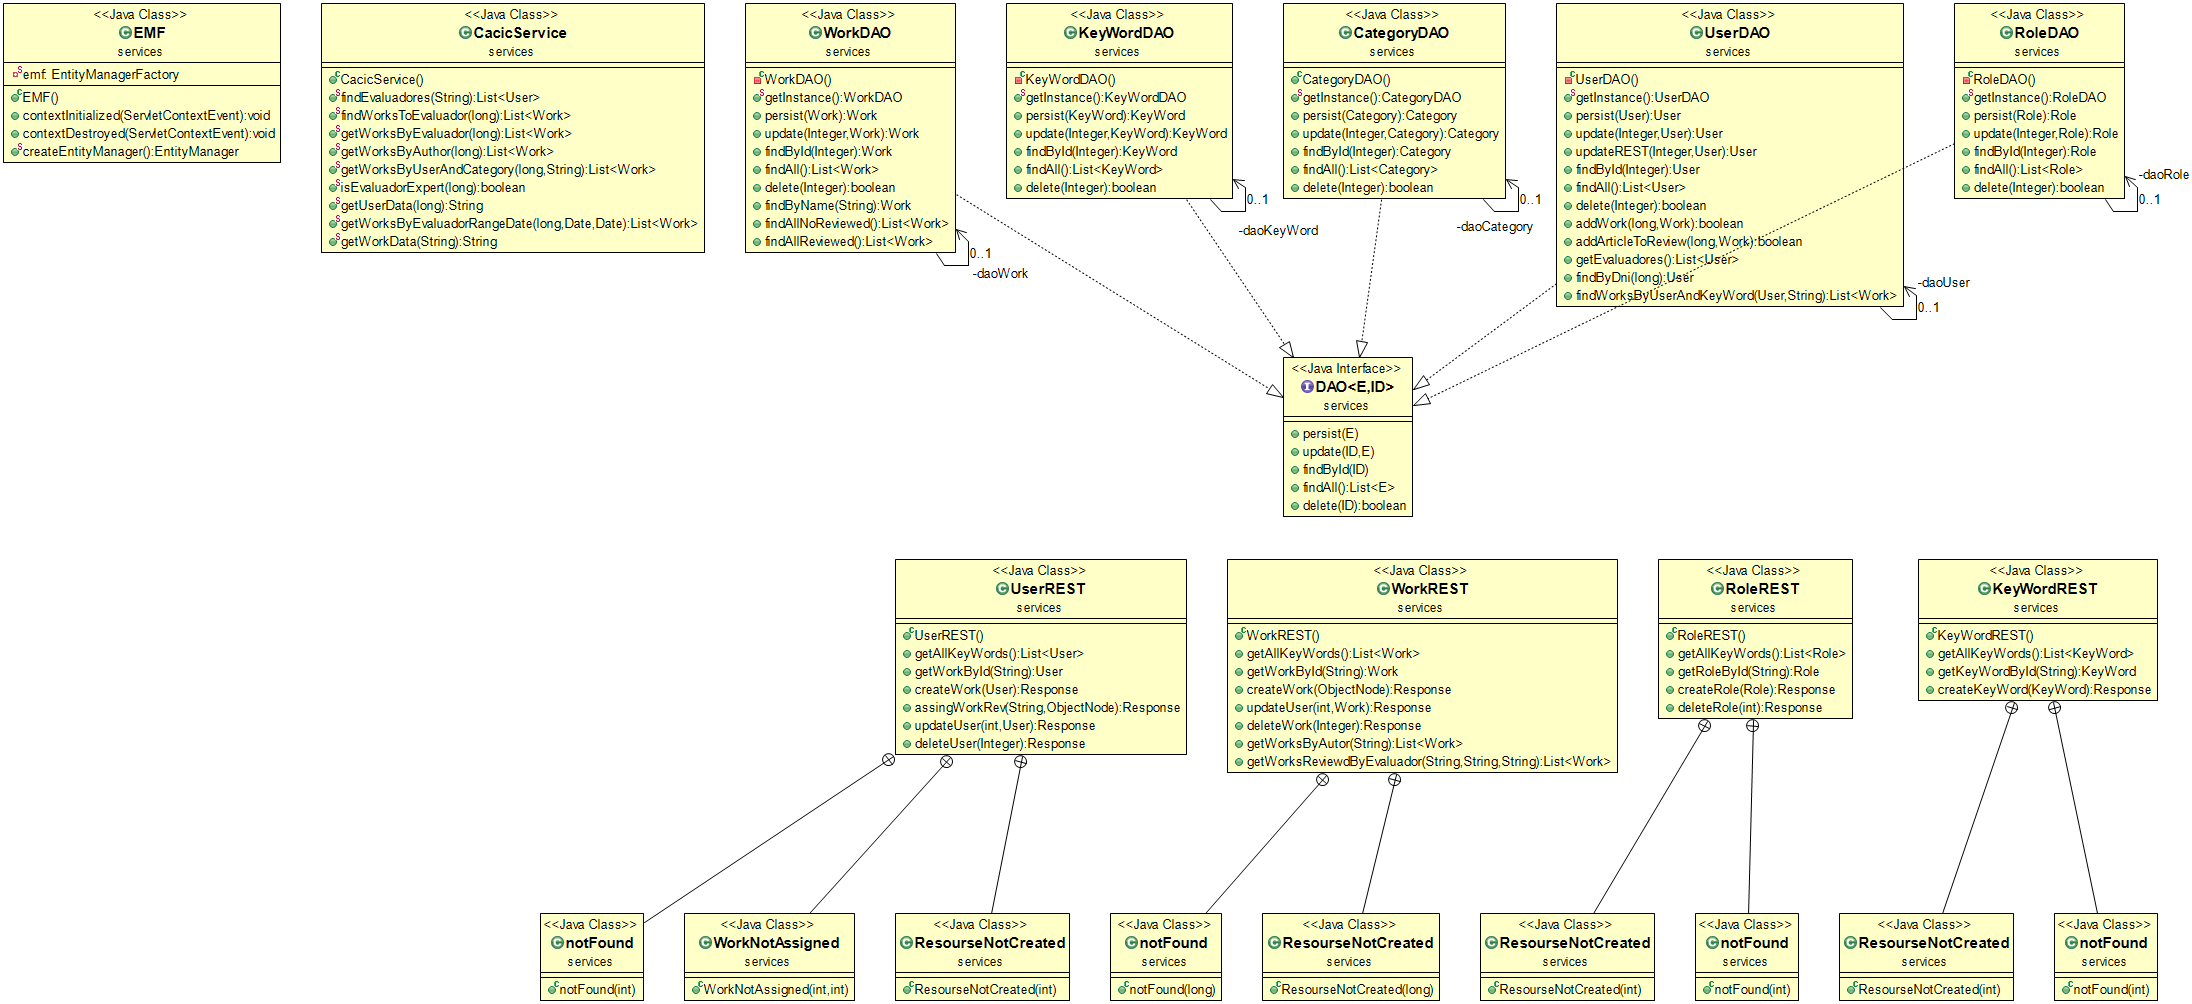 <<Java Class>>
EMF
services
emf: EntityManagerFactory
EMF()
contextInitialized(ServletContextEvent):void
contextDestroyed(ServletContextEvent):void
createEntityManager():EntityManager
<<Java Class>>
CacicService
services
CacicService()
findEvaluadores(String):List<User>
findWorksToEvaluador(long):List<Work>
getWorksByEvaluador(long):List<Work>
getWorksByAuthor(long):List<Work>
getWorksByUserAndCategory(long,String):List<Work>
isEvaluadorExpert(long):boolean
getUserData(long):String
getWorksByEvaluadorRangeDate(long,Date,Date):List<Work>
getWorkData(String):String
<<Java Class>>
WorkDAO
services
WorkDAO()
getInstance():WorkDAO
persist(Work):Work
update(Integer,Work):Work
findById(Integer):Work
findAll():List<Work>
delete(Integer):boolean
findByName(String):Work
findAllNoReviewed():List<Work>
findAllReviewed():List<Work>
0..1
-daoWork
<<Java Class>>
KeyWordDAO
services
KeyWordDAO()
getInstance():KeyWordDAO
persist(KeyWord):KeyWord
update(Integer,KeyWord):KeyWord
findById(Integer):KeyWord
findAll():List<KeyWord>
delete(Integer):boolean
0..1
-daoKeyWord
<<Java Class>>
CategoryDAO
services
CategoryDAO()
getInstance():CategoryDAO
persist(Category):Category
update(Integer,Category):Category
findById(Integer):Category
findAll():List<Category>
delete(Integer):boolean
0..1
-daoCategory
<<Java Class>>
UserDAO
services
UserDAO()
getInstance():UserDAO
persist(User):User
update(Integer,User):User
updateREST(Integer,User):User
findById(Integer):User
findAll():List<User>
delete(Integer):boolean
addWork(long,Work):boolean
addArticleToReview(long,Work):boolean
getEvaluadores():List<User>
findByDni(long):User
findWorksByUserAndKeyWord(User,String):List<Work>
-daoUser
0..1
<<Java Class>>
RoleDAO
services
RoleDAO()
getInstance():RoleDAO
persist(Role):Role
update(Integer,Role):Role
findById(Integer):Role
findAll():List<Role>
delete(Integer):boolean
-daoRole
0..1
<<Java Interface>>
DAO<E,ID>
services
persist(E)
update(ID,E)
findById(ID)
findAll():List<E>
delete(ID):boolean
<<Java Class>>
UserREST
services
UserREST()
getAllKeyWords():List<User>
getWorkById(String):User
createWork(User):Response
assingWorkRev(String,ObjectNode):Response
updateUser(int,User):Response
deleteUser(Integer):Response
<<Java Class>>
WorkREST
services
WorkREST()
getAllKeyWords():List<Work>
getWorkById(String):Work
createWork(ObjectNode):Response
updateUser(int,Work):Response
deleteWork(Integer):Response
getWorksByAutor(String):List<Work>
getWorksReviewdByEvaluador(String,String,String):List<Work>
<<Java Class>>
RoleREST
services
RoleREST()
getAllKeyWords():List<Role>
getRoleById(String):Role
createRole(Role):Response
deleteRole(int):Response
<<Java Class>>
KeyWordREST
services
KeyWordREST()
getAllKeyWords():List<KeyWord>
getKeyWordById(String):KeyWord
createKeyWord(KeyWord):Response
<<Java Class>>
notFound
services
notFound(int)
<<Java Class>>
WorkNotAssigned
services
WorkNotAssigned(int,int)
<<Java Class>>
ResourseNotCreated
services
ResourseNotCreated(int)
<<Java Class>>
notFound
services
notFound(long)
<<Java Class>>
ResourseNotCreated
services
ResourseNotCreated(long)
<<Java Class>>
ResourseNotCreated
services
ResourseNotCreated(int)
<<Java Class>>
notFound
services
notFound(int)
<<Java Class>>
ResourseNotCreated
services
ResourseNotCreated(int)
<<Java Class>>
notFound
services
notFound(int)